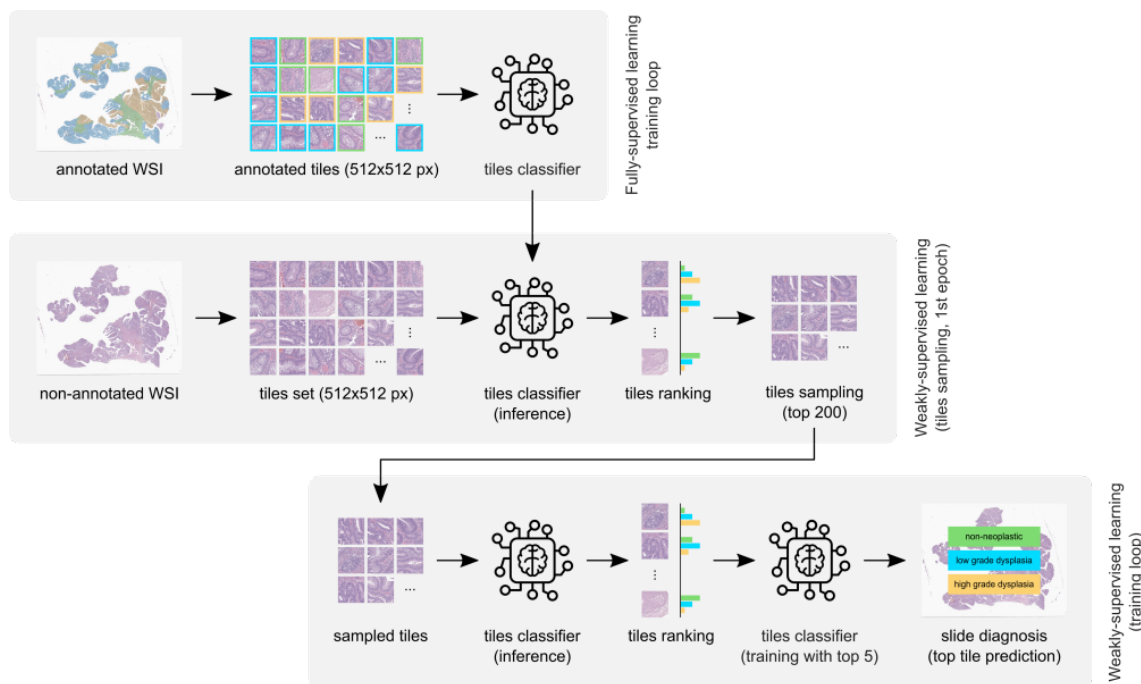 annotated WSI
annotated tiles (512x512 px)
...
...
tiles classifier
Fully-supervised learning
training loop
non-annotated WSI
tiles set (512x512 px)
...
...
tiles classifier
(inference)
...
tiles ranking
...
tiles sampling
(top 200)
Weakly-supervised learning
(tiles sampling, 1st epoch)
sampled tiles
...
tiles classifier
(inference)
...
tiles ranking
tiles classifier
(training with top 5)
non-neoplastic
low grade dysplasia
high grade dysplasia
slide diagnosis
(top tile prediction)
Weakly-supervised learning
(training loop)